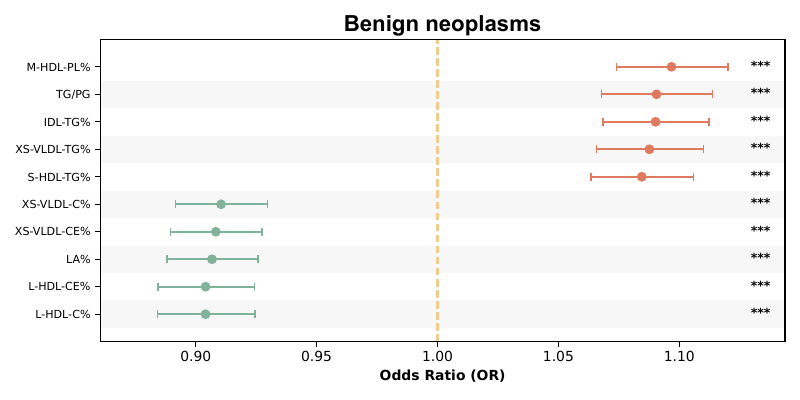 Benign neoplasms
M-HDL-PL% ***
TG/PG ***
IDL-TG% ***
XS-VLDL-TG% ***
S-HDL-TG% ***
XS-VLDL-C% ***
XS-VLDL-CE% ***
LA% ***
L-HDL-CE% ***
L-HDL-C% ***
0.90 0.95 1.00 1.05 1.10
Odds Ratio (OR)